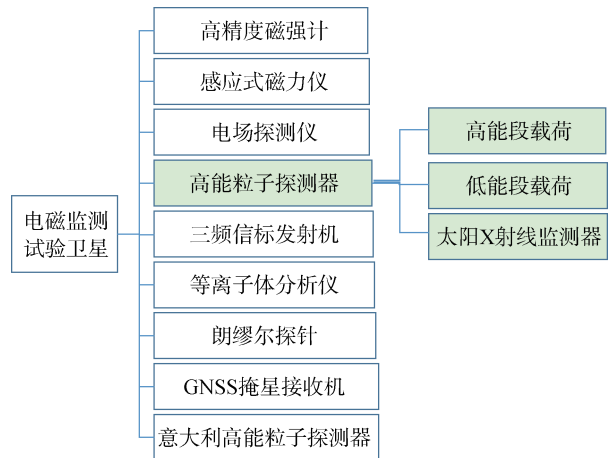 电磁监测
试验卫星
高精度磁强计
感应式磁力仪
电场探测仪
高能粒子探测器
三频信标发射机
等离子体分析仪
朗缪尔探针
GNSS掩星接收机
意大利高能粒子探测器
高能段载荷
低能段载荷
太阳X射线监测器